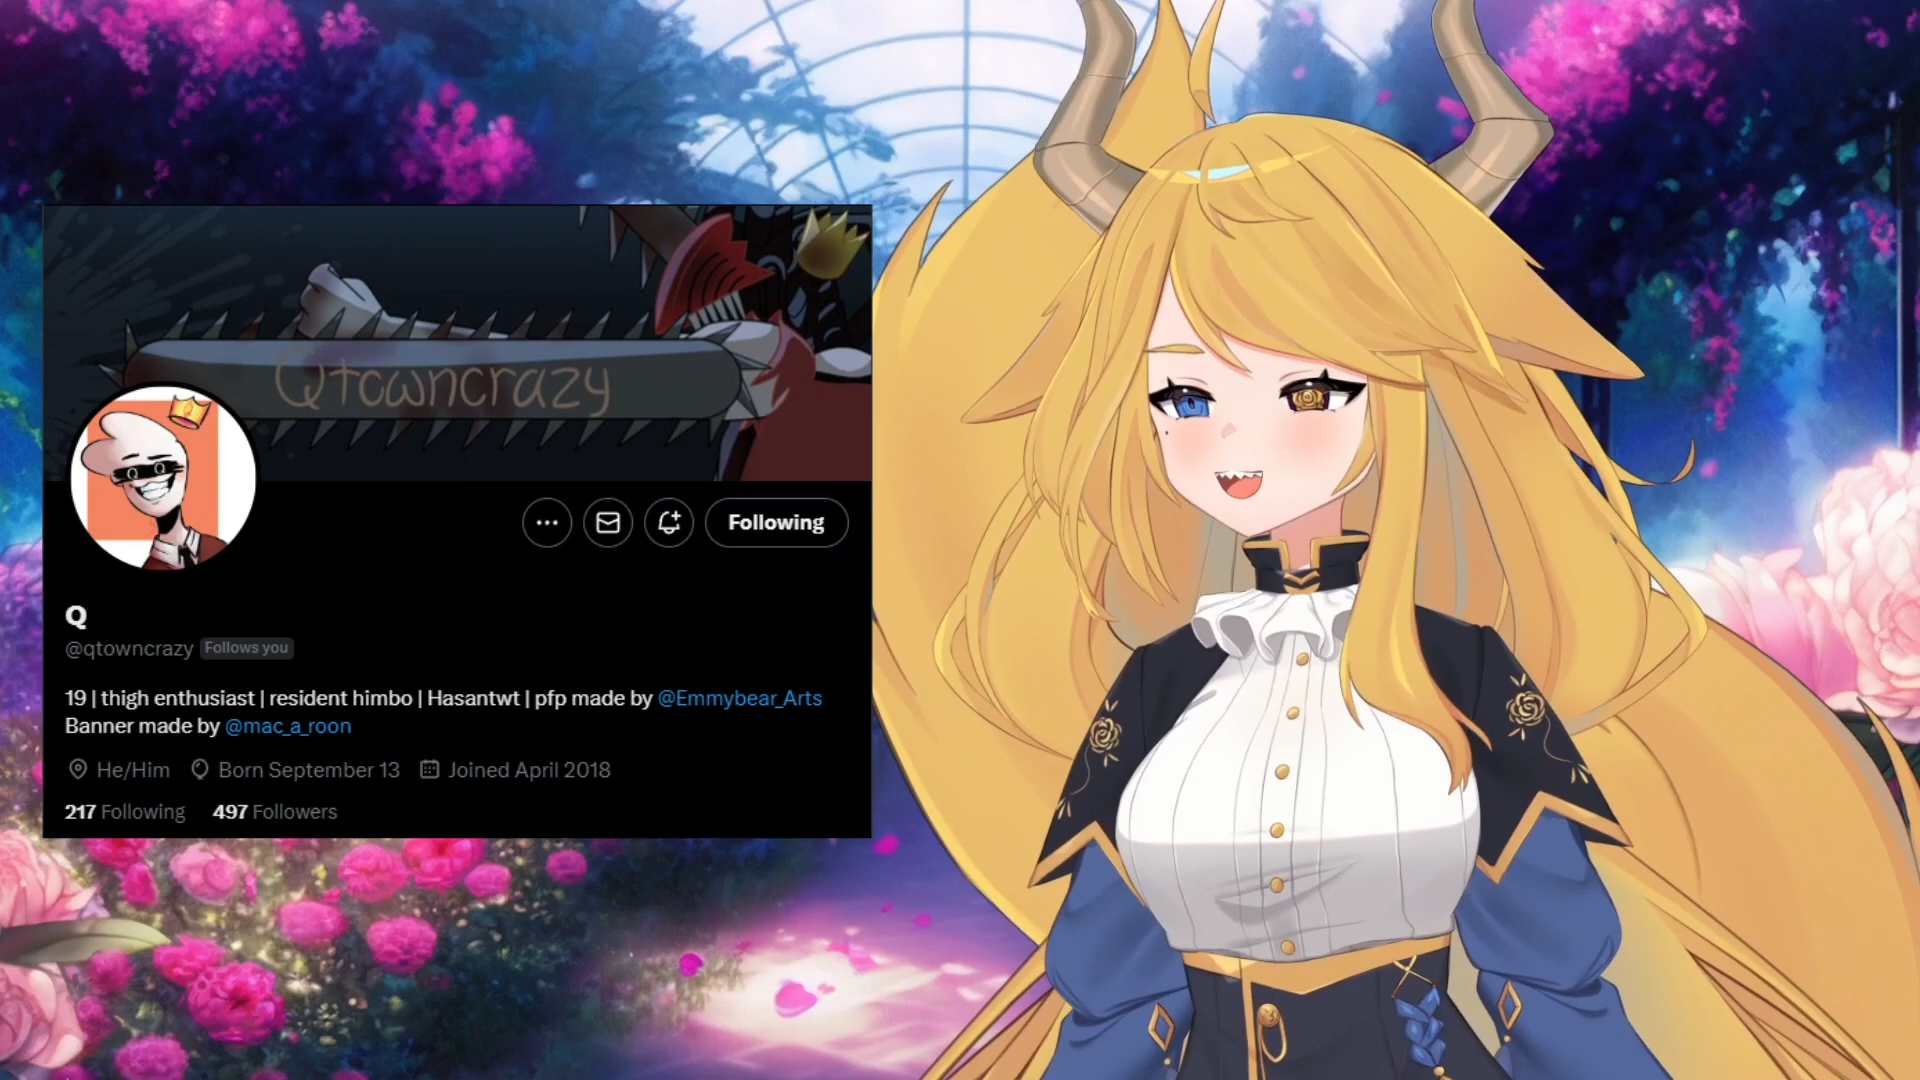 Qtowncrazy
Following
Q
@qtowncrazy Follows you
19 | thigh enthusiast | resident himbo | Hasantwt | pfp made by @Emmybear_Arts
Banner made by @mac_a_roon
He/Him Born September 13 Joined April 2018
217 Following 497 Followers